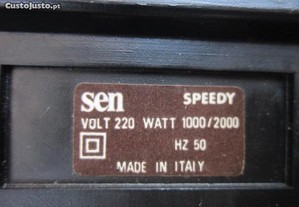 CustoJusto.pt
sen SPEEDY
VOLT 220 WATT 1000/2000
HZ 50
MADE IN ITALY